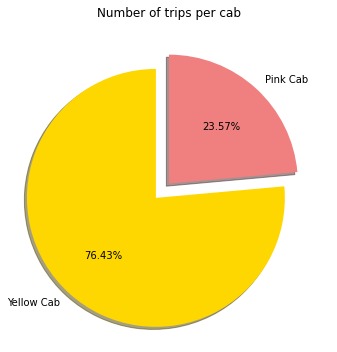 Number of trips per cab
Pink Cab
23.57%
76.43%
Yellow Cab